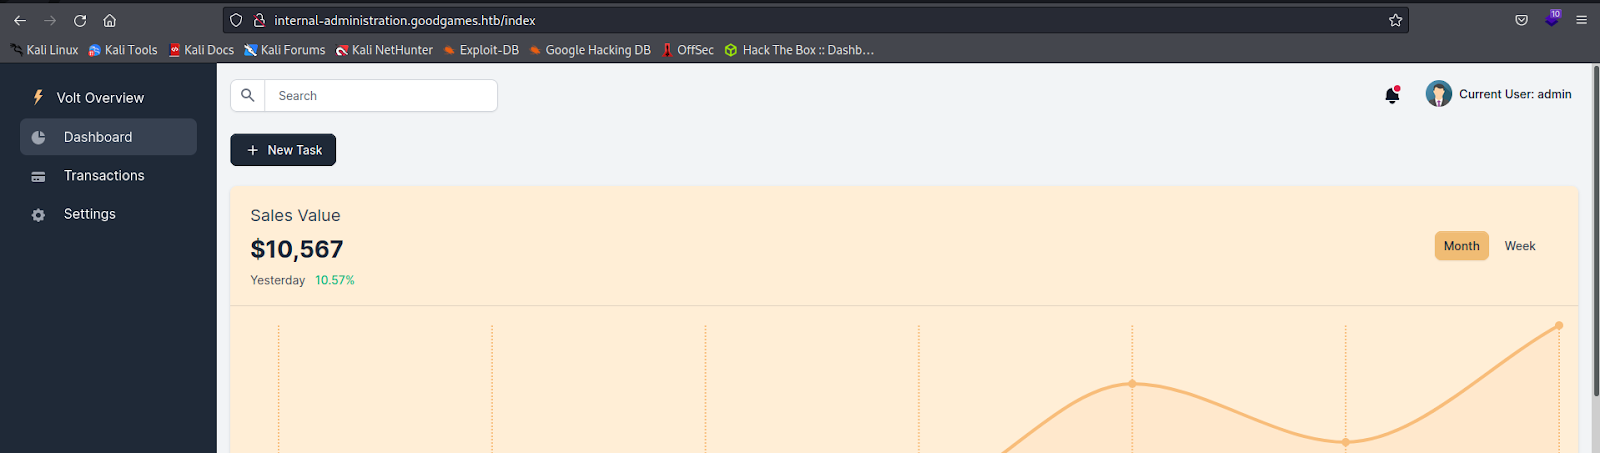 internal-administration.goodgames.htb/index
10
Kali Linux Kali Tools Kali Docs Kali Forums Kali NetHunter Exploit-DB Google Hacking DB OffSec Hack The Box :: Dashb…
Volt Overview
Dashboard
Transactions
Settings
Search
Current User: admin
+ New Task
Sales Value
$10,567
Yesterday 10.57%
Month Week